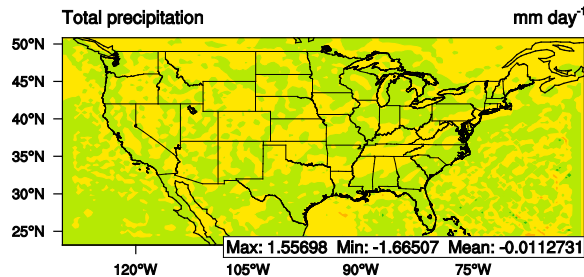 Total precipitation mm day⁻¹
50°N
45°N
40°N
35°N
30°N
25°N
Max: 1.55698 Min: -1.66507 Mean: -0.0112731
120°W 105°W 90°W 75°W